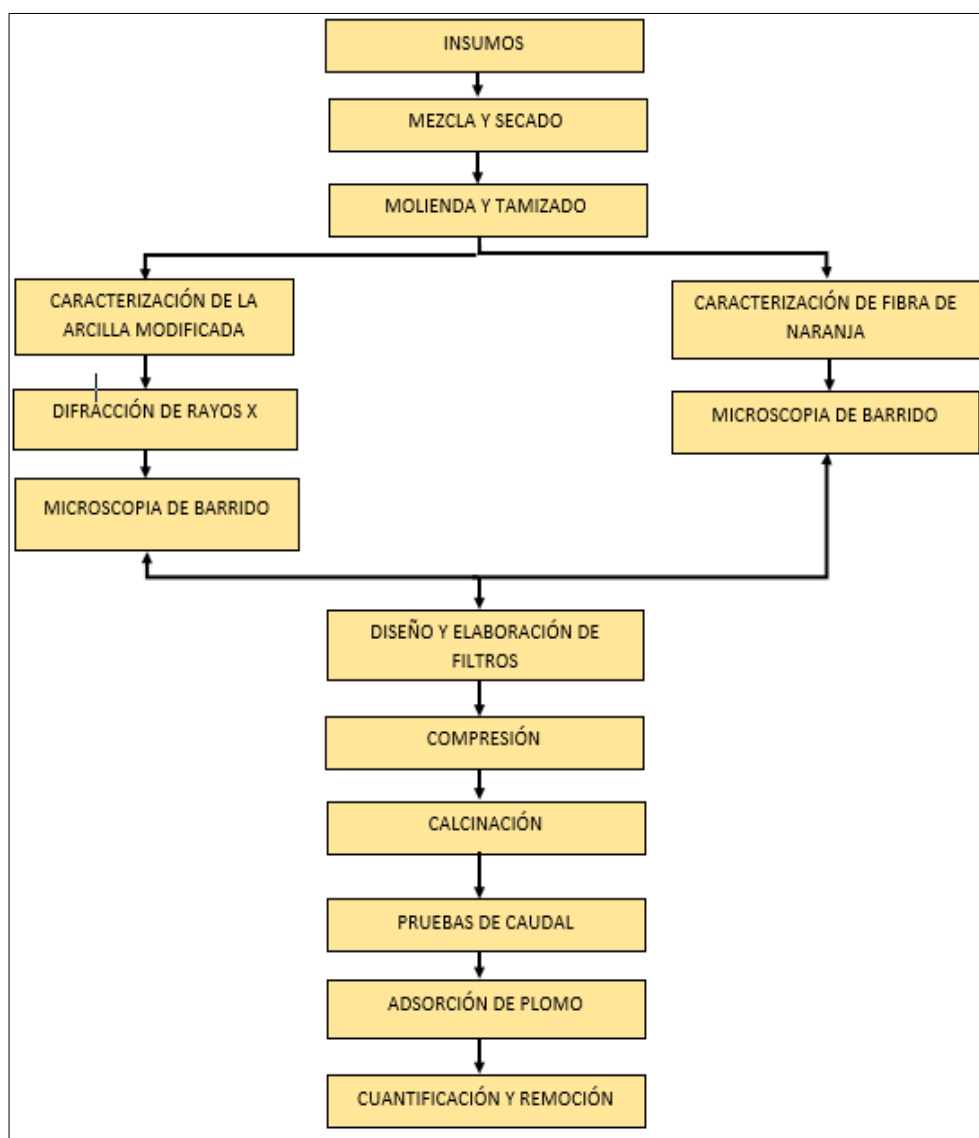 INSUMOS
MEZCLA Y SECADO
MOLIENDA Y TAMIZADO
CARACTERIZACIÓN DE LA
ARCILLA MODIFICADA
DIFRACCIÓN DE RAYOS X
MICROSCOPIA DE BARRIDO
CARACTERIZACIÓN DE FIBRA DE
NARANJA
MICROSCOPIA DE BARRIDO
DISEÑO Y ELABORACIÓN DE
FILTROS
COMPRESIÓN
CALCINACIÓN
PRUEBAS DE CAUDAL
ADSORCIÓN DE PLOMO
CUANTIFICACIÓN Y REMOCIÓN